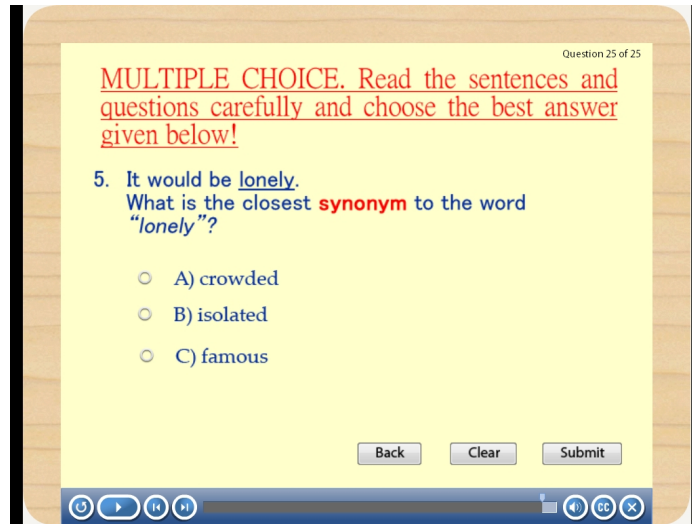 Question 25 of 25
MULTIPLE CHOICE. Read the sentences and
questions carefully and choose the best answer
given below!
5. It would be lonely.
What is the closest synonym to the word
“lonely”?
A) crowded
B) isolated
C) famous
Back Clear Submit
CC